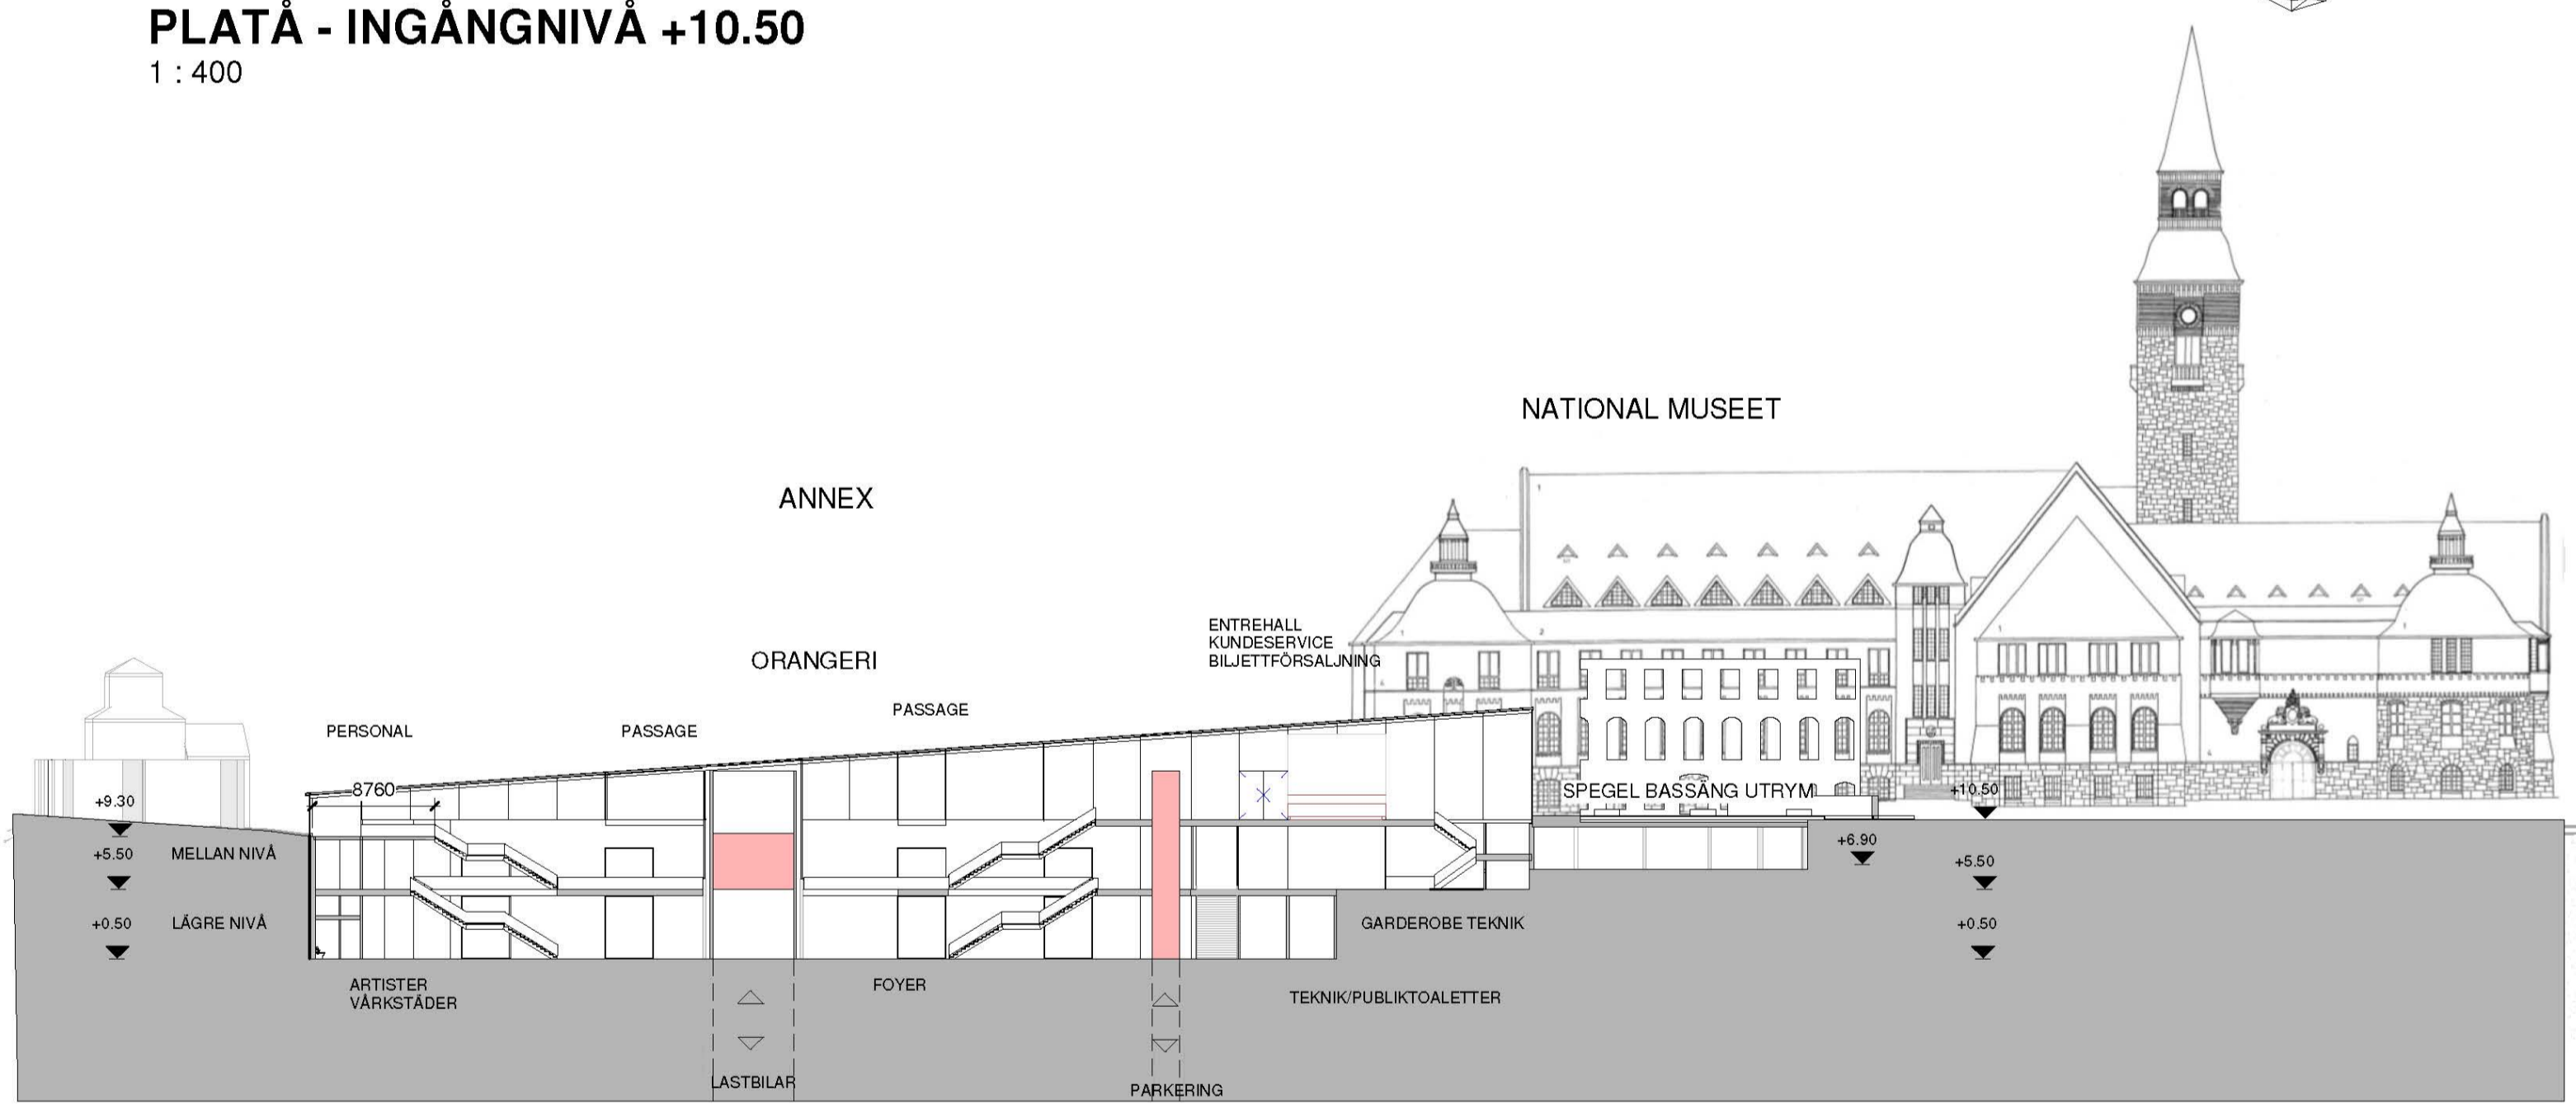 PLATÅ - INGÅNGNIVÅ +10.50
1 : 400
NATIONAL MUSEET
ANNEX
ENTREHALL
KUNDESERVICE
BILJETTFÖRSALJNING
ORANGERI
PASSAGE
PERSONAL
PASSAGE
8760
SPEGEL BASSÄNG UTRYM
+10.50
+9.30
+6.90
+5.50
MELLAN NIVÅ
+5.50
+0.50
LÄGRE NIVÅ
GARDEROBE TEKNIK
+0.50
ARTISTER
VÅRKSTÄDER
FOYER
TEKNIK/PUBLIKTOALETTER
LASTBILAR
PARKERING